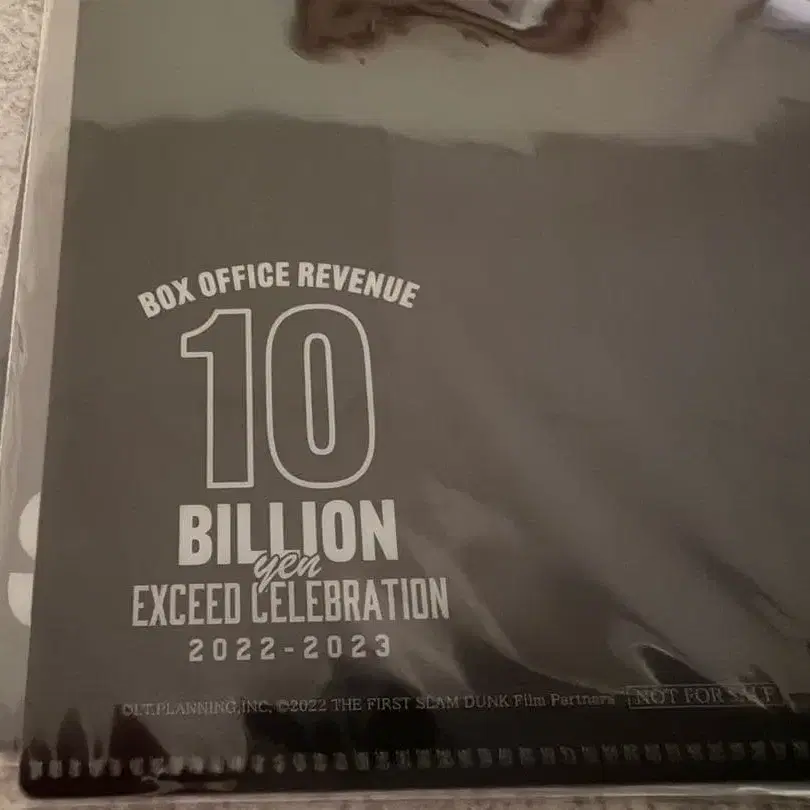 BOX OFFICE REVENUE
10
BILLION
yen
EXCEED CELEBRATION
2022-2023
©I.T.PLANNING,INC. ©2022 THE FIRST SLAM DUNK Film Partners NOT FOR SALE